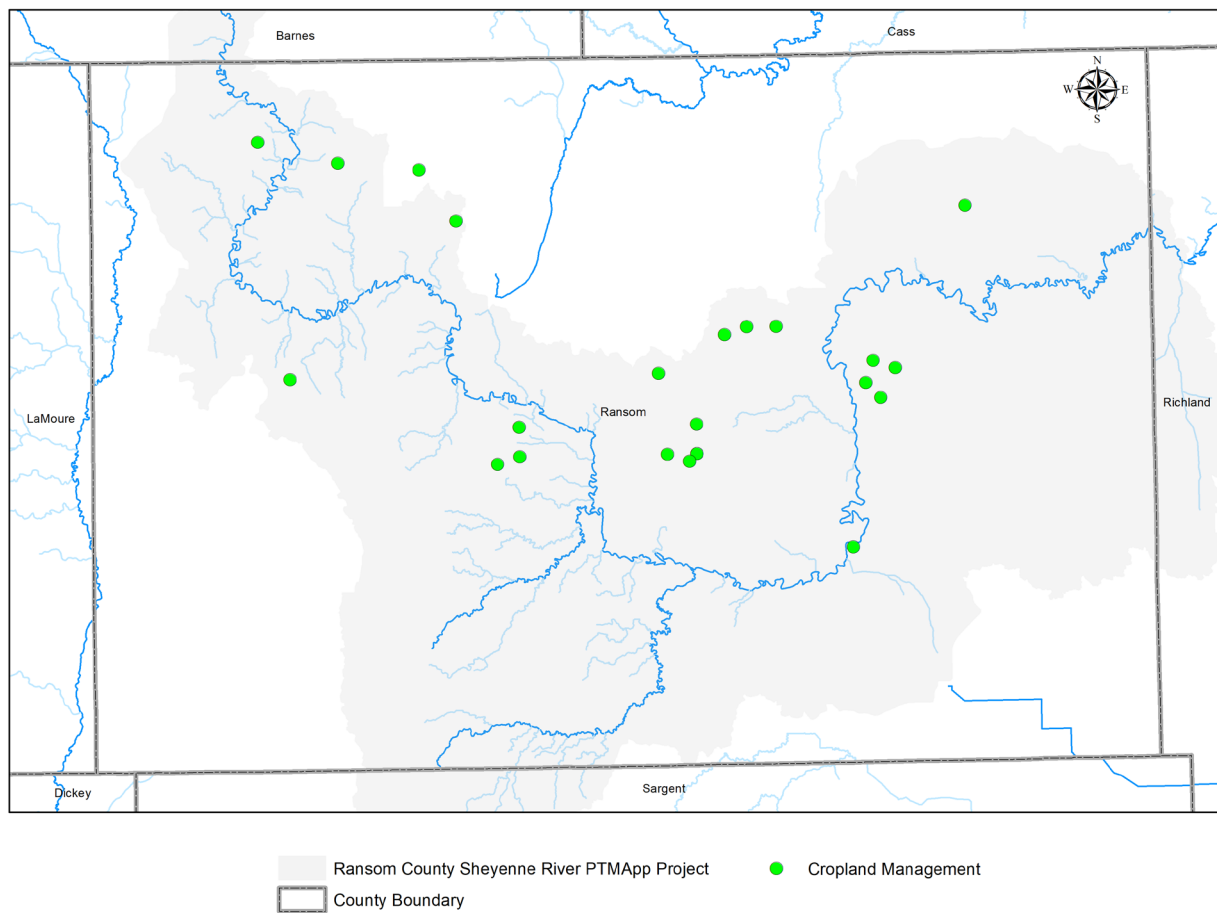 Barnes
Cass
N
W E
S
LaMoure
Ransom
Richland
Dickey
Sargent
Ransom County Sheyenne River PTMApp Project
Cropland Management
County Boundary